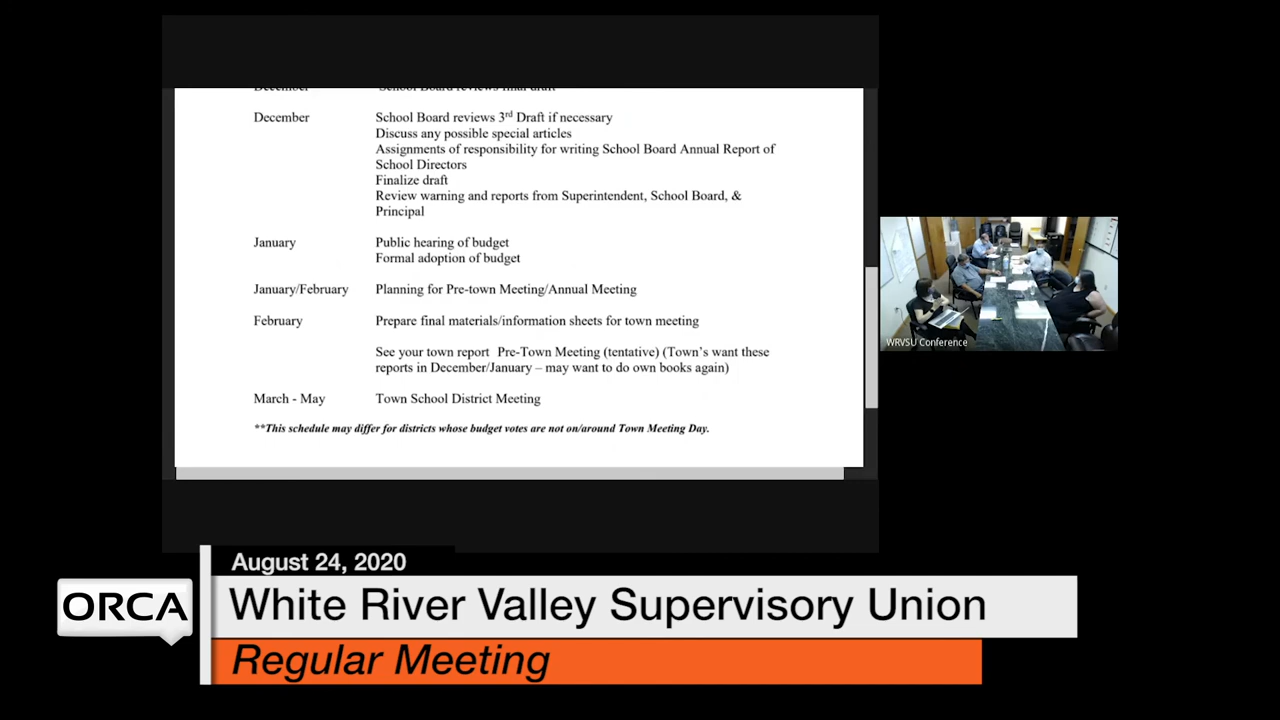 December School Board reviews final draft
December School Board reviews 3rd Draft if necessary
Discuss any possible special articles
Assignments of responsibility for writing School Board Annual Report of
School Directors
Finalize draft
Review warning and reports from Superintendent, School Board, &
Principal
January Public hearing of budget
Formal adoption of budget
January/February Planning for Pre-town Meeting/Annual Meeting
February Prepare final materials/information sheets for town meeting
See your town report Pre-Town Meeting (tentative) (Town's want these
reports in December/January – may want to do own books again)
March - May Town School District Meeting
**This schedule may differ for districts whose budget votes are not on/around Town Meeting Day.
WRVSU Conference
August 24, 2020
ORCA
White River Valley Supervisory Union
Regular Meeting